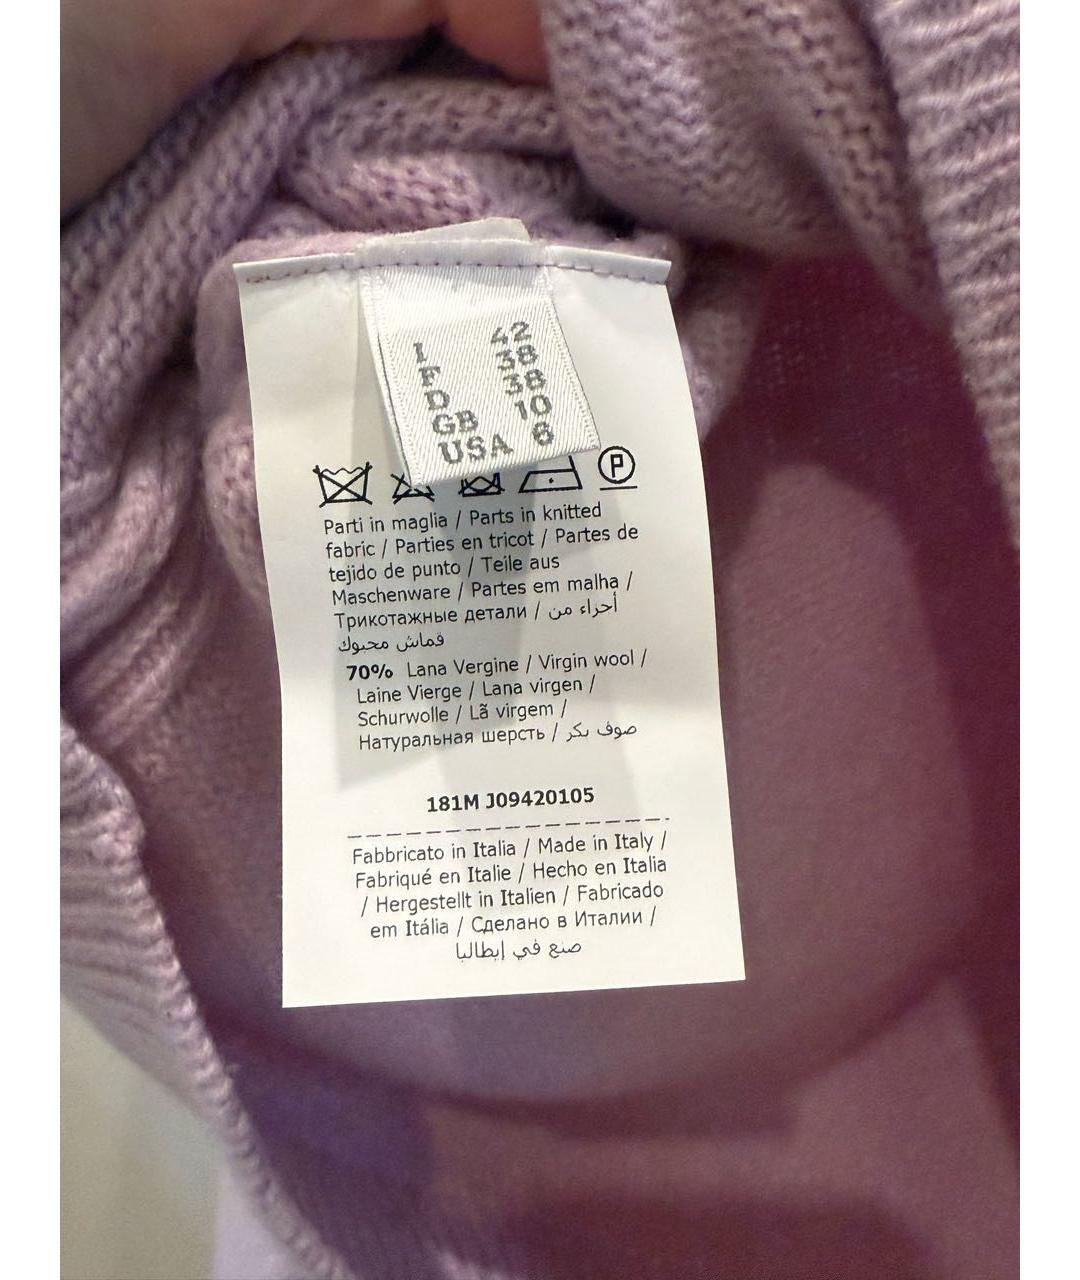 I 42
F 38
D 38
GB 10
USA 6
P
Parti in maglia / Parts in knitted
fabric / Parties en tricot / Partes de
tejido de punto / Teile aus
Maschenware / Partes em malha /
Трикотажные детали / أجزاء من
قماش محبوك
70% Lana Vergine / Virgin wool /
Laine Vierge / Lana virgen /
Schurwolle / Lã virgem /
Натуральная шерсть / صوف بكر
181M J09420105
Fabbricato in Italia / Made in Italy /
Fabriqué en Italie / Hecho en Italia
/ Hergestellt in Italien / Fabricado
em Itália / Сделано в Италии /
صنع في إيطاليا